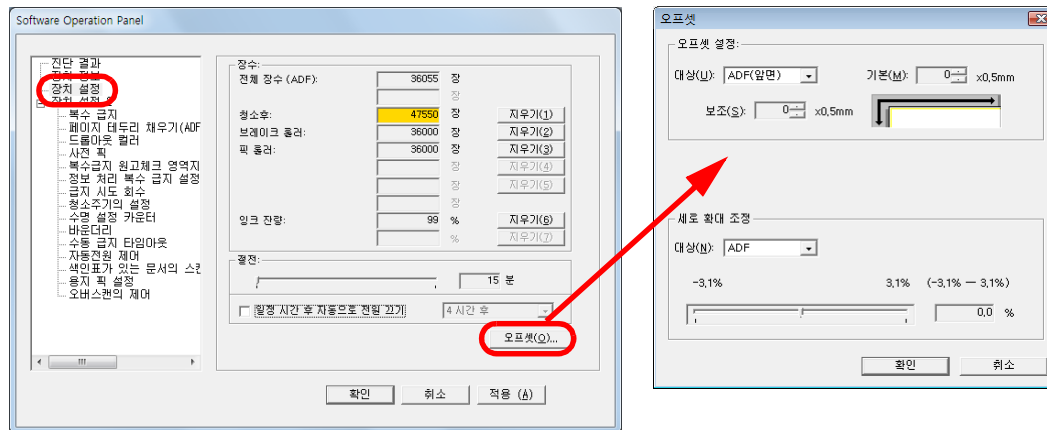 Software Operation Panel
진단 결과
장치 정보
장치 설정
장치 설정 2
복수 급지
페이지 테두리 채우기(ADF
드롭아웃 컬러
사전 픽
복수급지 원고체크 영역지
정보 처리 복수 급지 설정
급지 시도 회수
청소주기의 설정
수명 설정 카운터
바운더리
수동 급지 타임아웃
자동전원 제어
색인표가 있는 문서의 스캔
용지 픽 설정
오버스캔의 제어
장수:
전체 장수 (ADF): 36055 장
장
청소후: 47550 장 지우기(1)
브레이크 롤러: 36000 장 지우기(2)
픽 롤러: 36000 장 지우기(3)
장 지우기(4)
장 지우기(5)
장
잉크 잔량: 99 % 지우기(6)
% 지우기(7)
절전:
15 분
일정 시간 후 자동으로 전원 끄기 4 시간 후
오프셋(O)...
확인 취소 적용 (A)
오프셋
오프셋 설정:
대상(U): ADF(앞면) 기본(M): 0 x0,5mm
보조(S): 0 x0,5mm
세로 확대 조정
대상(N): ADF
-3,1% 3,1% (-3,1% — 3,1%)
0,0 %
확인 취소